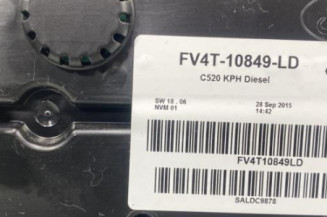 FV4T-10849-LD
C520 KPH Diesel
SW 18 . 06
NVM 01
28 Sep 2015
14:42
FV4T10849LD
SALDC9878